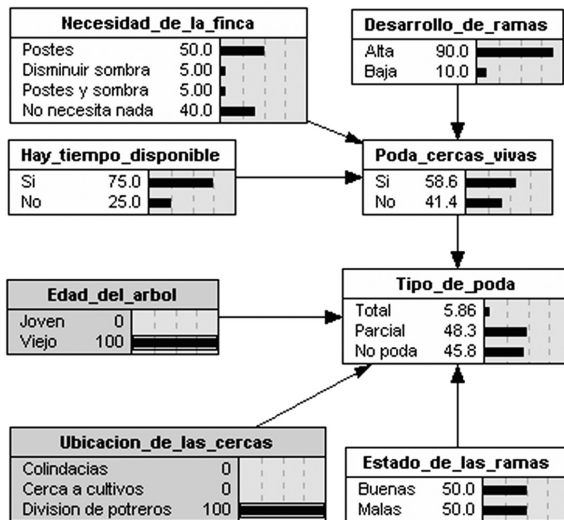 Necesidad_de_la_finca
Postes 50.0
Disminuir sombra 5.00
Postes y sombra 5.00
No necesita nada 40.0
Desarrollo_de_ramas
Alta 90.0
Baja 10.0
Hay_tiempo_disponible
Si 75.0
No 25.0
Poda_cercas_vivas
Si 58.6
No 41.4
Edad_del_arbol
Joven 0
Viejo 100
Tipo_de_poda
Total 5.86
Parcial 48.3
No poda 45.8
Ubicacion_de_las_cercas
Colindacias 0
Cerca a cultivos 0
Division de potreros 100
Estado_de_las_ramas
Buenas 50.0
Malas 50.0